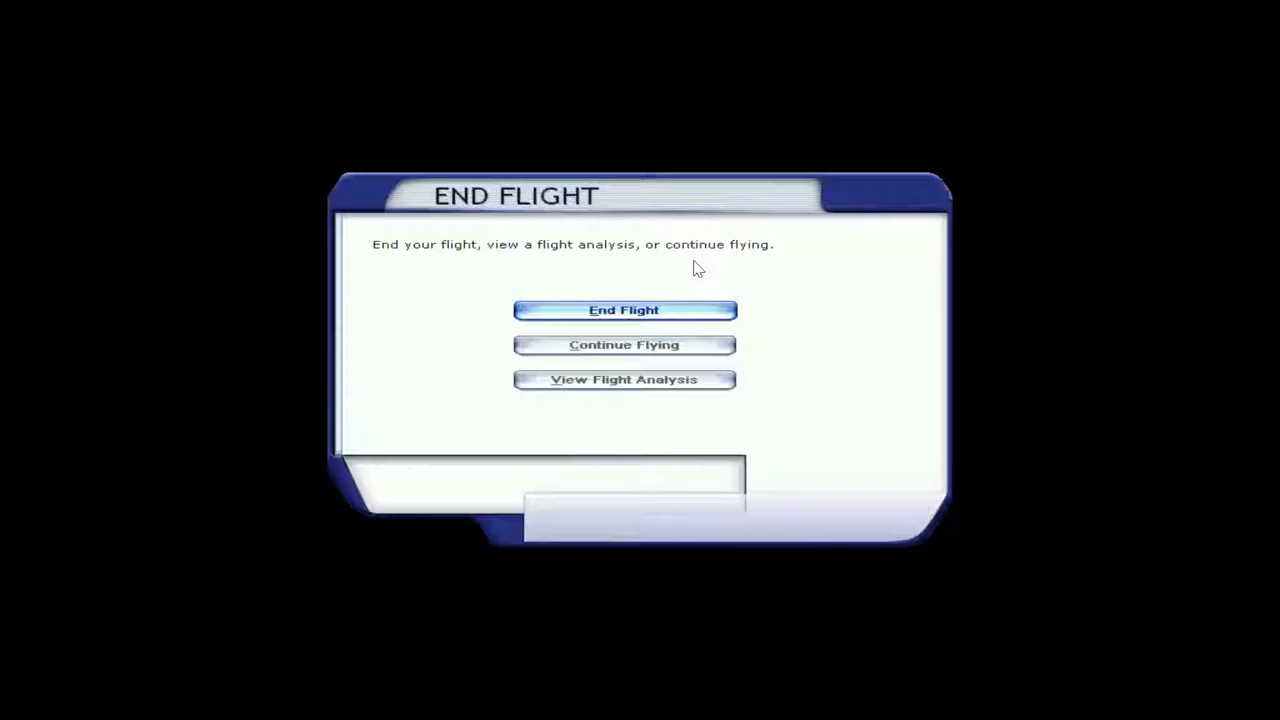 END FLIGHT
End your flight, view a flight analysis, or continue flying.
End Flight
Continue Flying
View Flight Analysis